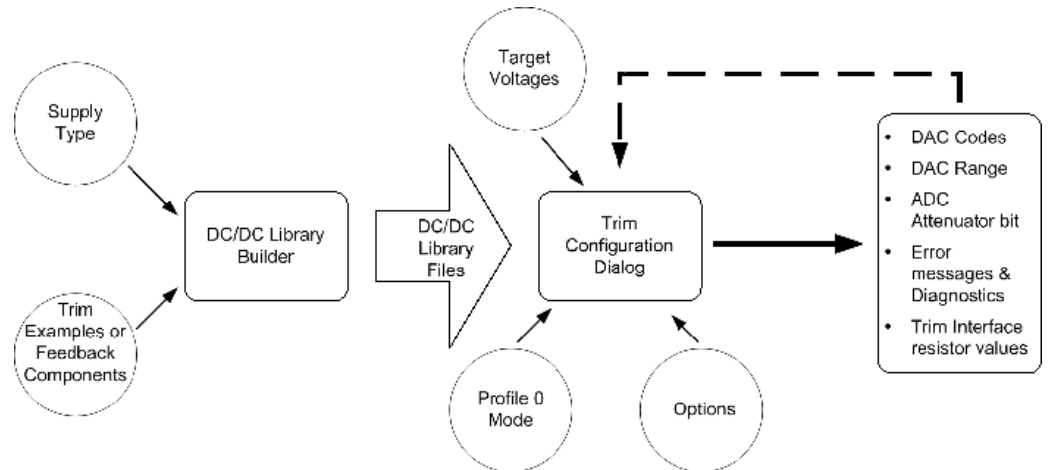 Supply
Type
Trim
Examples or
Feedback
Components
DC/DC Library
Builder
DC/DC
Library
Files
Target
Voltages
Trim
Configuration
Dialog
Profile 0
Mode
Options
• DAC Codes
• DAC Range
• ADC
Attenuator bit
• Error
messages &
Diagnostics
• Trim Interface
resistor values